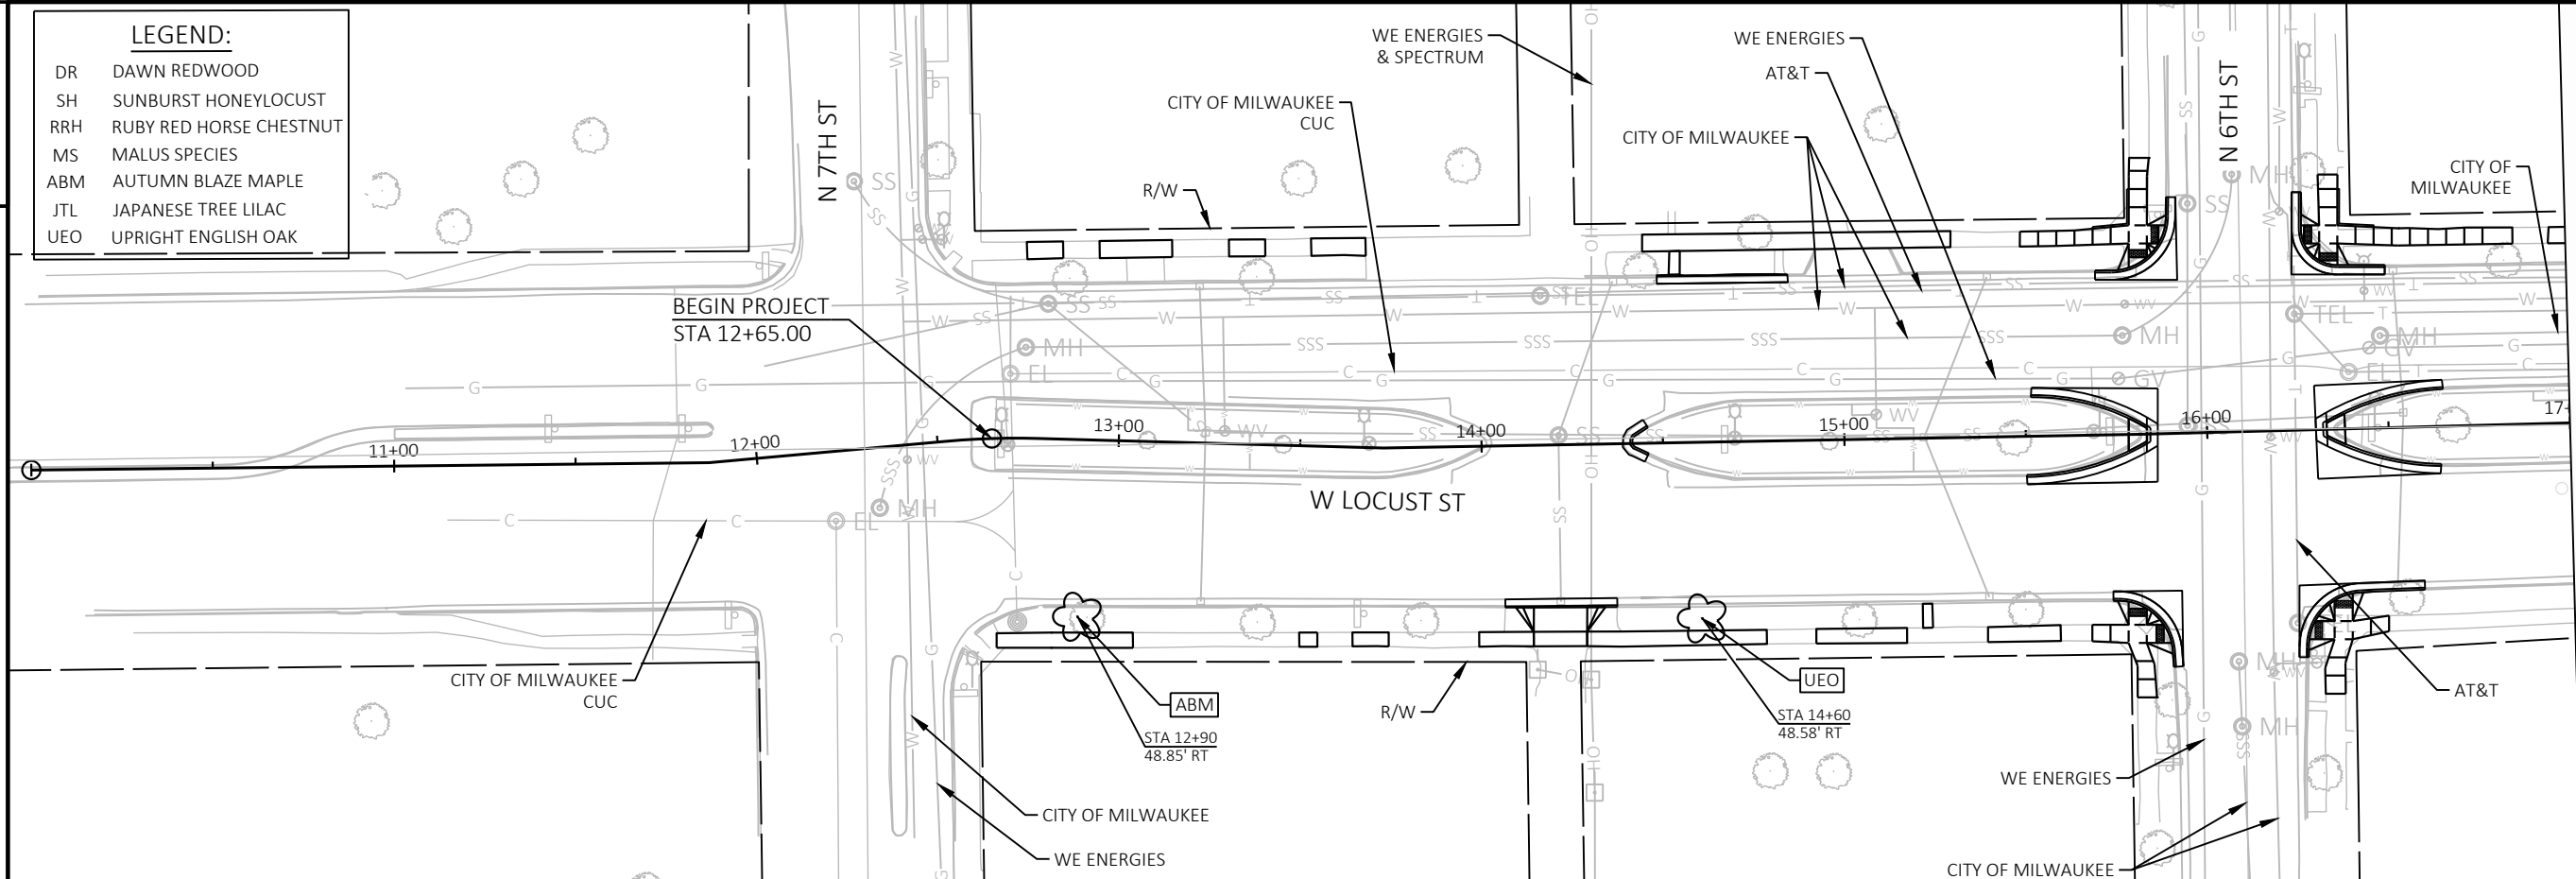 LEGEND:
DR DAWN REDWOOD
SH SUNBURST HONEYLOCUST
RRH RUBY RED HORSE CHESTNUT
MS MALUS SPECIES
ABM AUTUMN BLAZE MAPLE
JTL JAPANESE TREE LILAC
UEO UPRIGHT ENGLISH OAK
N 7TH ST
WE ENERGIES
& SPECTRUM
WE ENERGIES
AT&T
CITY OF MILWAUKEE
CUC
CITY OF MILWAUKEE
N 6TH ST
CITY OF
MILWAUKEE
R/W
BEGIN PROJECT
STA 12+65.00
SS
SS
TEL
MH
EL
MH
SS
MH
GV
TEL
MH
GV
EL
WV
WV
SS
11+00
12+00
13+00
14+00
15+00
16+00
17+
W LOCUST ST
EL
MH
CITY OF MILWAUKEE
CUC
ABM
STA 12+90
48.85' RT
R/W
UEO
STA 14+60
48.58' RT
MH
MH
AT&T
WE ENERGIES
CITY OF MILWAUKEE
WE ENERGIES
CITY OF MILWAUKEE